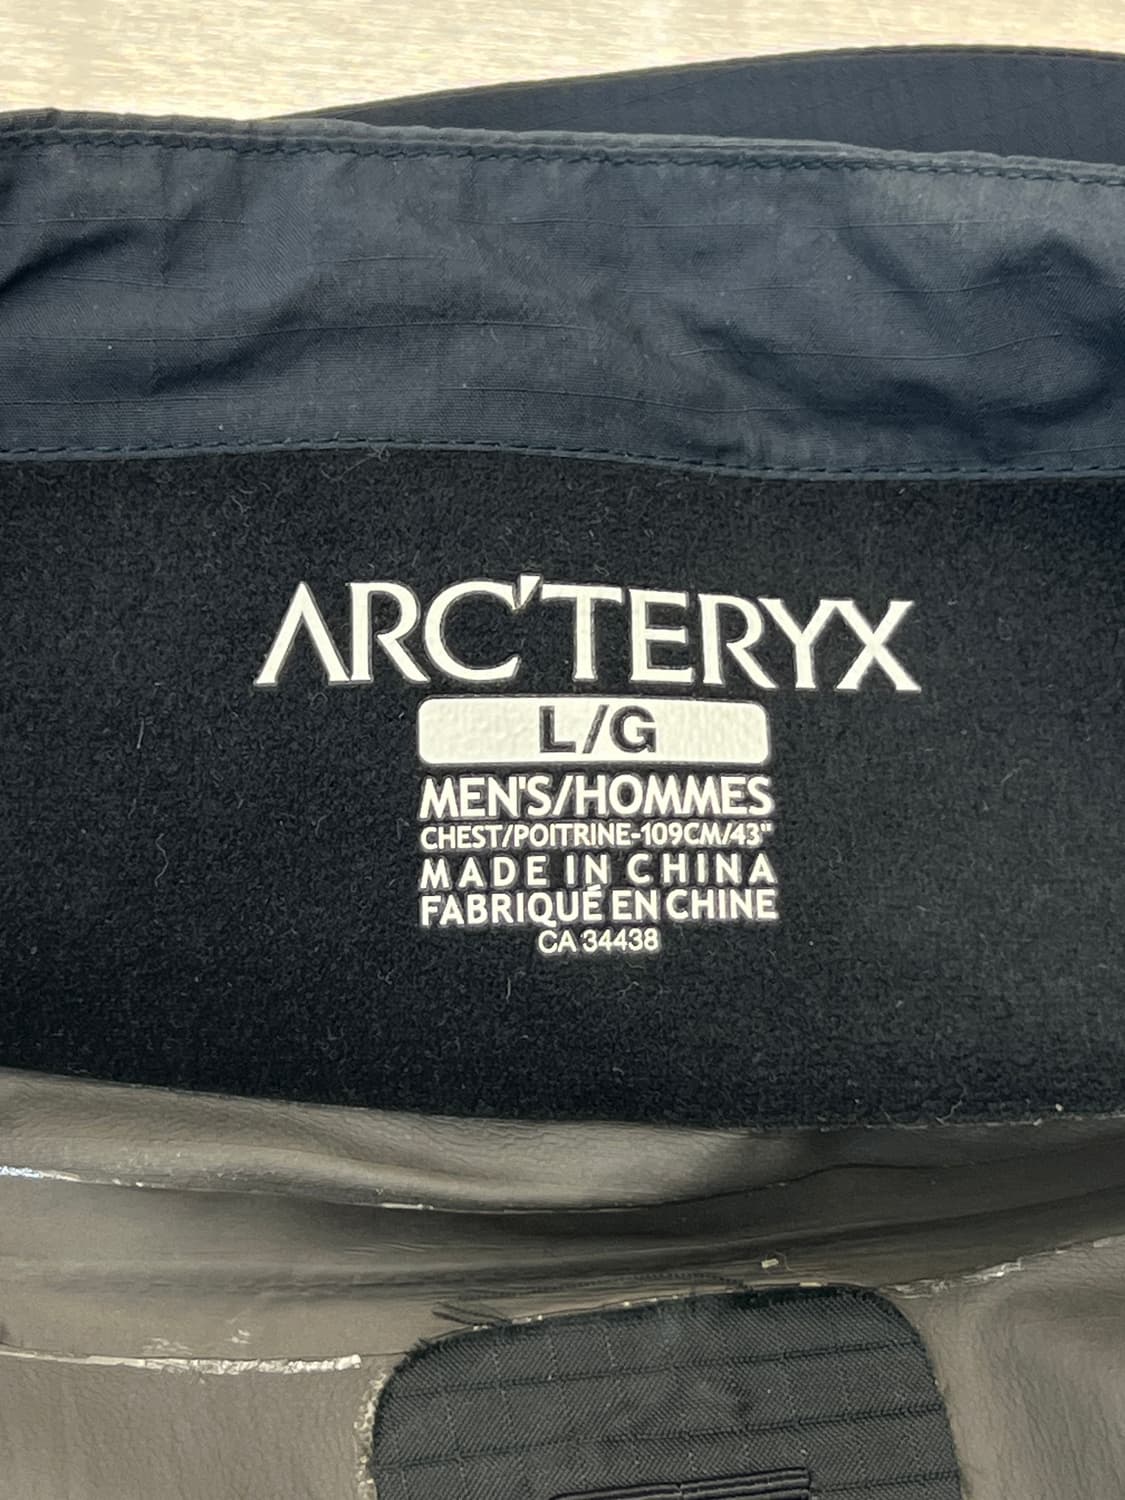 ARC'TERYX
L/G
MEN'S/HOMMES
CHEST/POITRINE-109CM/43"
MADE IN CHINA
FABRIQUÉ EN CHINE
CA 34438